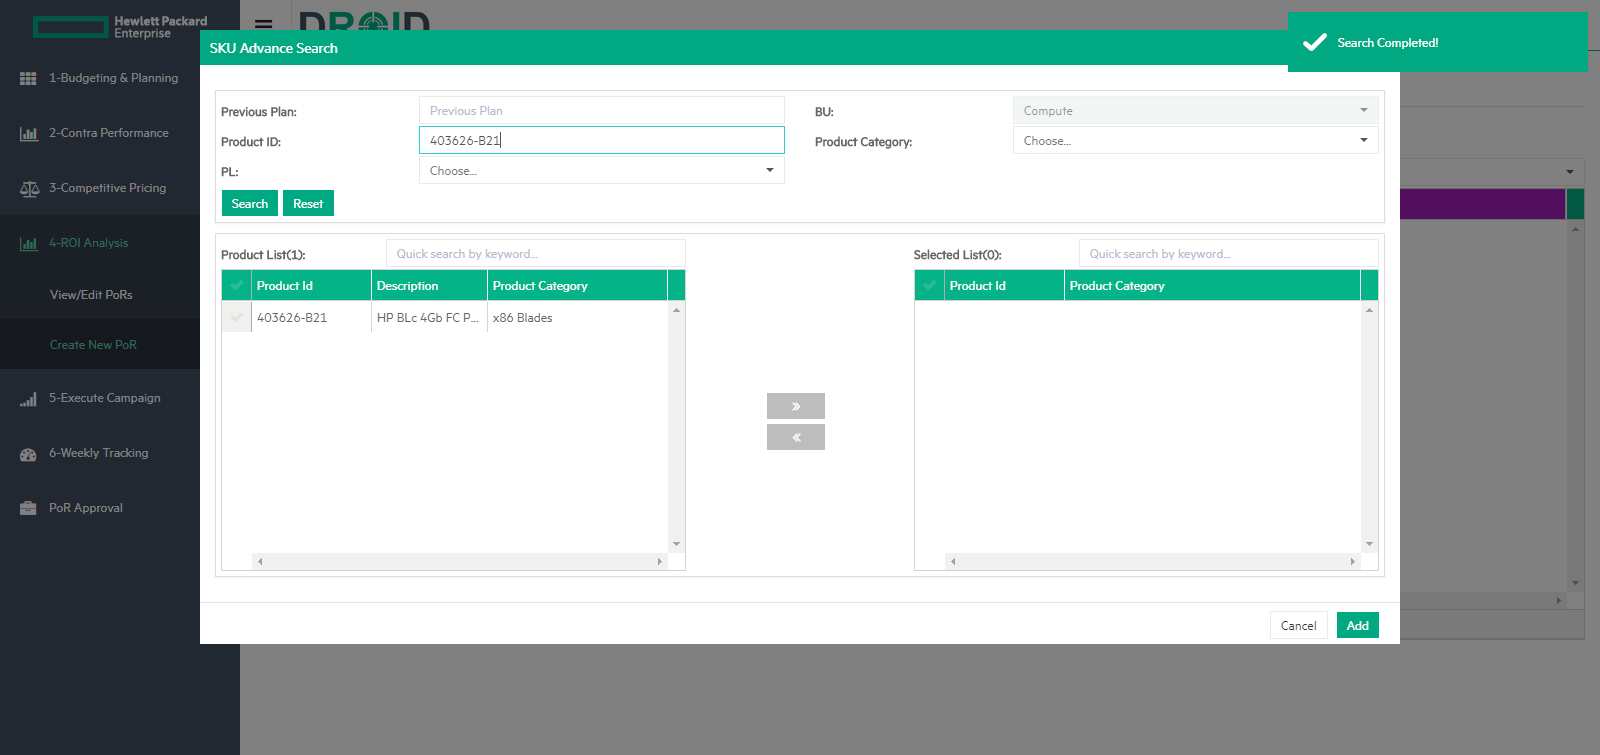 Hewlett Packard
Enterprise
DROID
SKU Advance Search
Search Completed!
1-Budgeting & Planning
2-Contra Performance
3-Competitive Pricing
4-ROI Analysis
View/Edit PoRs
Create New PoR
5-Execute Campaign
6-Weekly Tracking
PoR Approval
Previous Plan: Previous Plan BU: Compute
Product ID: 403626-B21 Product Category: Choose...
PL: Choose...
Search Reset
Product List(1): Quick search by keyword... Selected List(0): Quick search by keyword...
Product Id Description Product Category Product Id Product Category
403626-B21 HP BLc 4Gb FC P... x86 Blades
Cancel Add